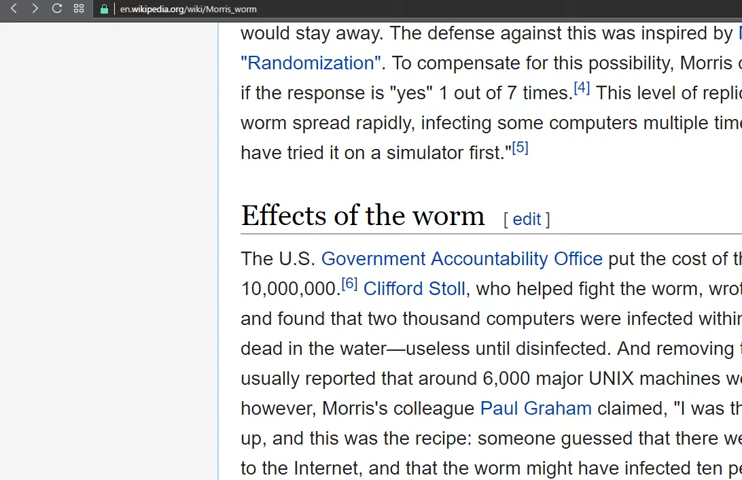 en.wikipedia.org/wiki/Morris_worm
would stay away. The defense against this was inspired by
"Randomization". To compensate for this possibility, Morris
if the response is "yes" 1 out of 7 times.[4] This level of
worm spread rapidly, infecting some computers multiple
have tried it on a simulator first."[5]
Effects of the worm [ edit ]
The U.S. Government Accountability Office put the cost of
10,000,000.[6] Clifford Stoll, who helped fight the worm,
and found that two thousand computers were infected
dead in the water—useless until disinfected. And removing
usually reported that around 6,000 major UNIX machines
however, Morris's colleague Paul Graham claimed, "I was
up, and this was the recipe: someone guessed that there
to the Internet, and that the worm might have infected ten